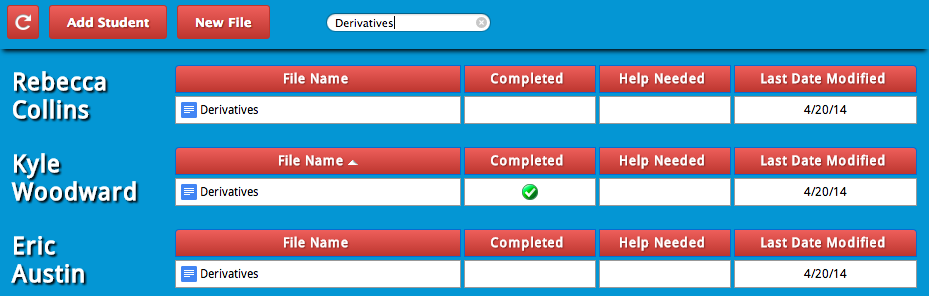 Add Student New File Derivatives
Rebecca
Collins
File Name Completed Help Needed Last Date Modified
Derivatives 4/20/14
Kyle
Woodward
File Name Completed Help Needed Last Date Modified
Derivatives 4/20/14
Eric
Austin
File Name Completed Help Needed Last Date Modified
Derivatives 4/20/14